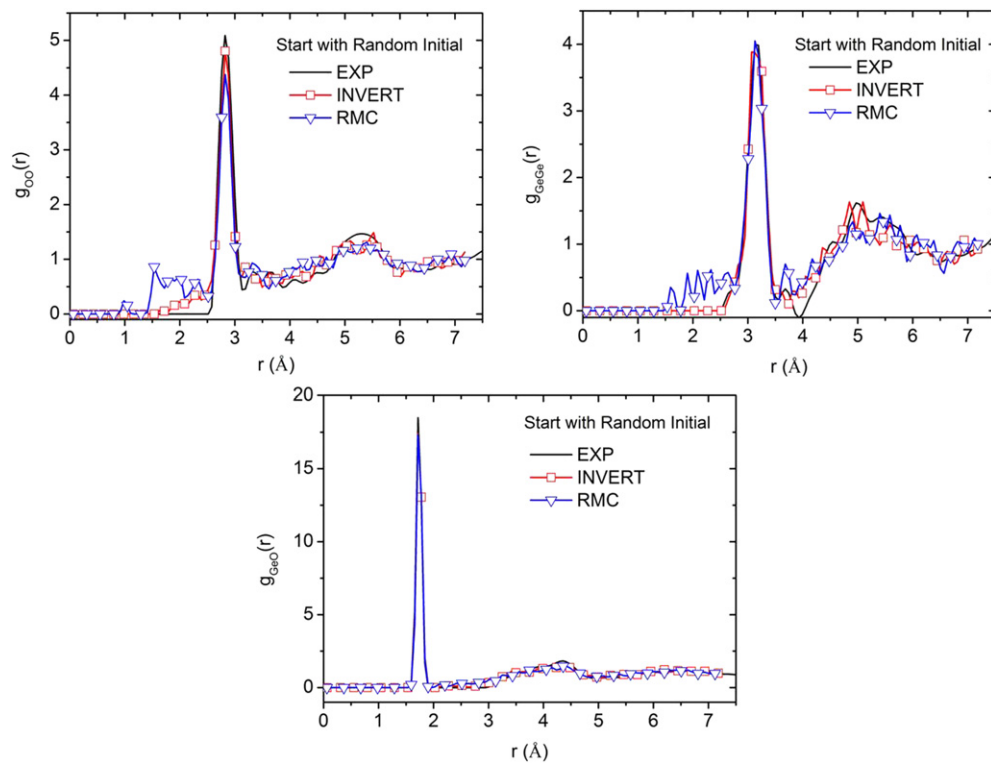 Start with Random Initial
EXP
INVERT
RMC
g_OO(r)
5
4
3
2
1
0
0 1 2 3 4 5 6 7
r (Å)
Start with Random Initial
EXP
INVERT
RMC
g_GeGe(r)
4
3
2
1
0
0 1 2 3 4 5 6 7
r (Å)
Start with Random Initial
EXP
INVERT
RMC
g_GeO(r)
20
15
10
5
0
0 1 2 3 4 5 6 7
r (Å)